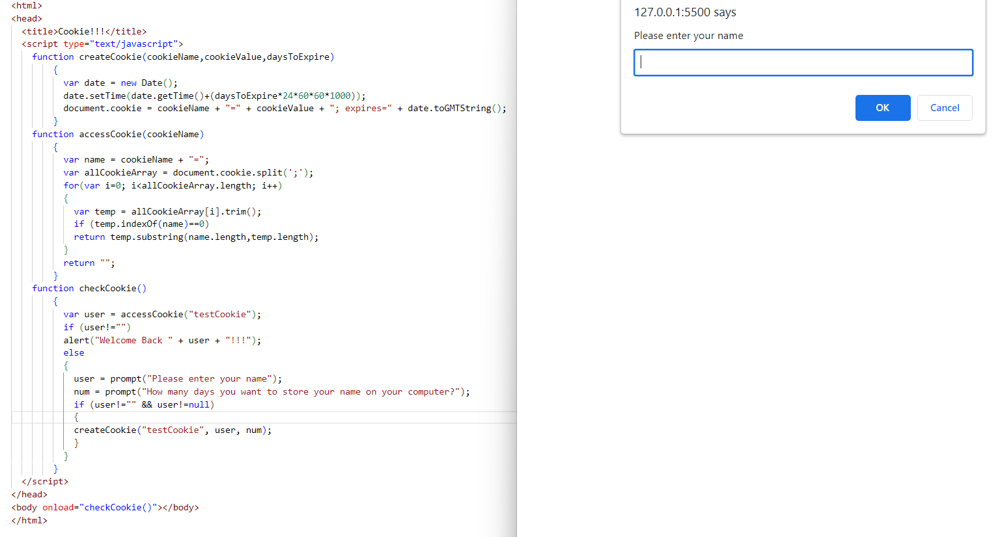 <html>
<head>
<title>Cookie!!!</title>
<script type="text/javascript">
function createCookie(cookieName,cookieValue,daysToExpire)
{
var date = new Date();
date.setTime(date.getTime()+(daysToExpire*24*60*60*1000));
document.cookie = cookieName + "=" + cookieValue + "; expires=" + date.toGMTString();
}
function accessCookie(cookieName)
{
var name = cookieName + "=";
var allCookieArray = document.cookie.split(';');
for(var i=0; i<allCookieArray.length; i++)
{
var temp = allCookieArray[i].trim();
if (temp.indexOf(name)==0)
return temp.substring(name.length,temp.length);
}
return "";
}
function checkCookie()
{
var user = accessCookie("testCookie");
if (user!="")
alert("Welcome Back " + user + "!!!");
else
{
user = prompt("Please enter your name");
num = prompt("How many days you want to store your name on your computer?");
if (user!="" && user!=null)
{
createCookie("testCookie", user, num);
}
}
}
</script>
</head>
<body onload="checkCookie()"></body>
</html>
127.0.0.1:5500 says
Please enter your name
OK
Cancel